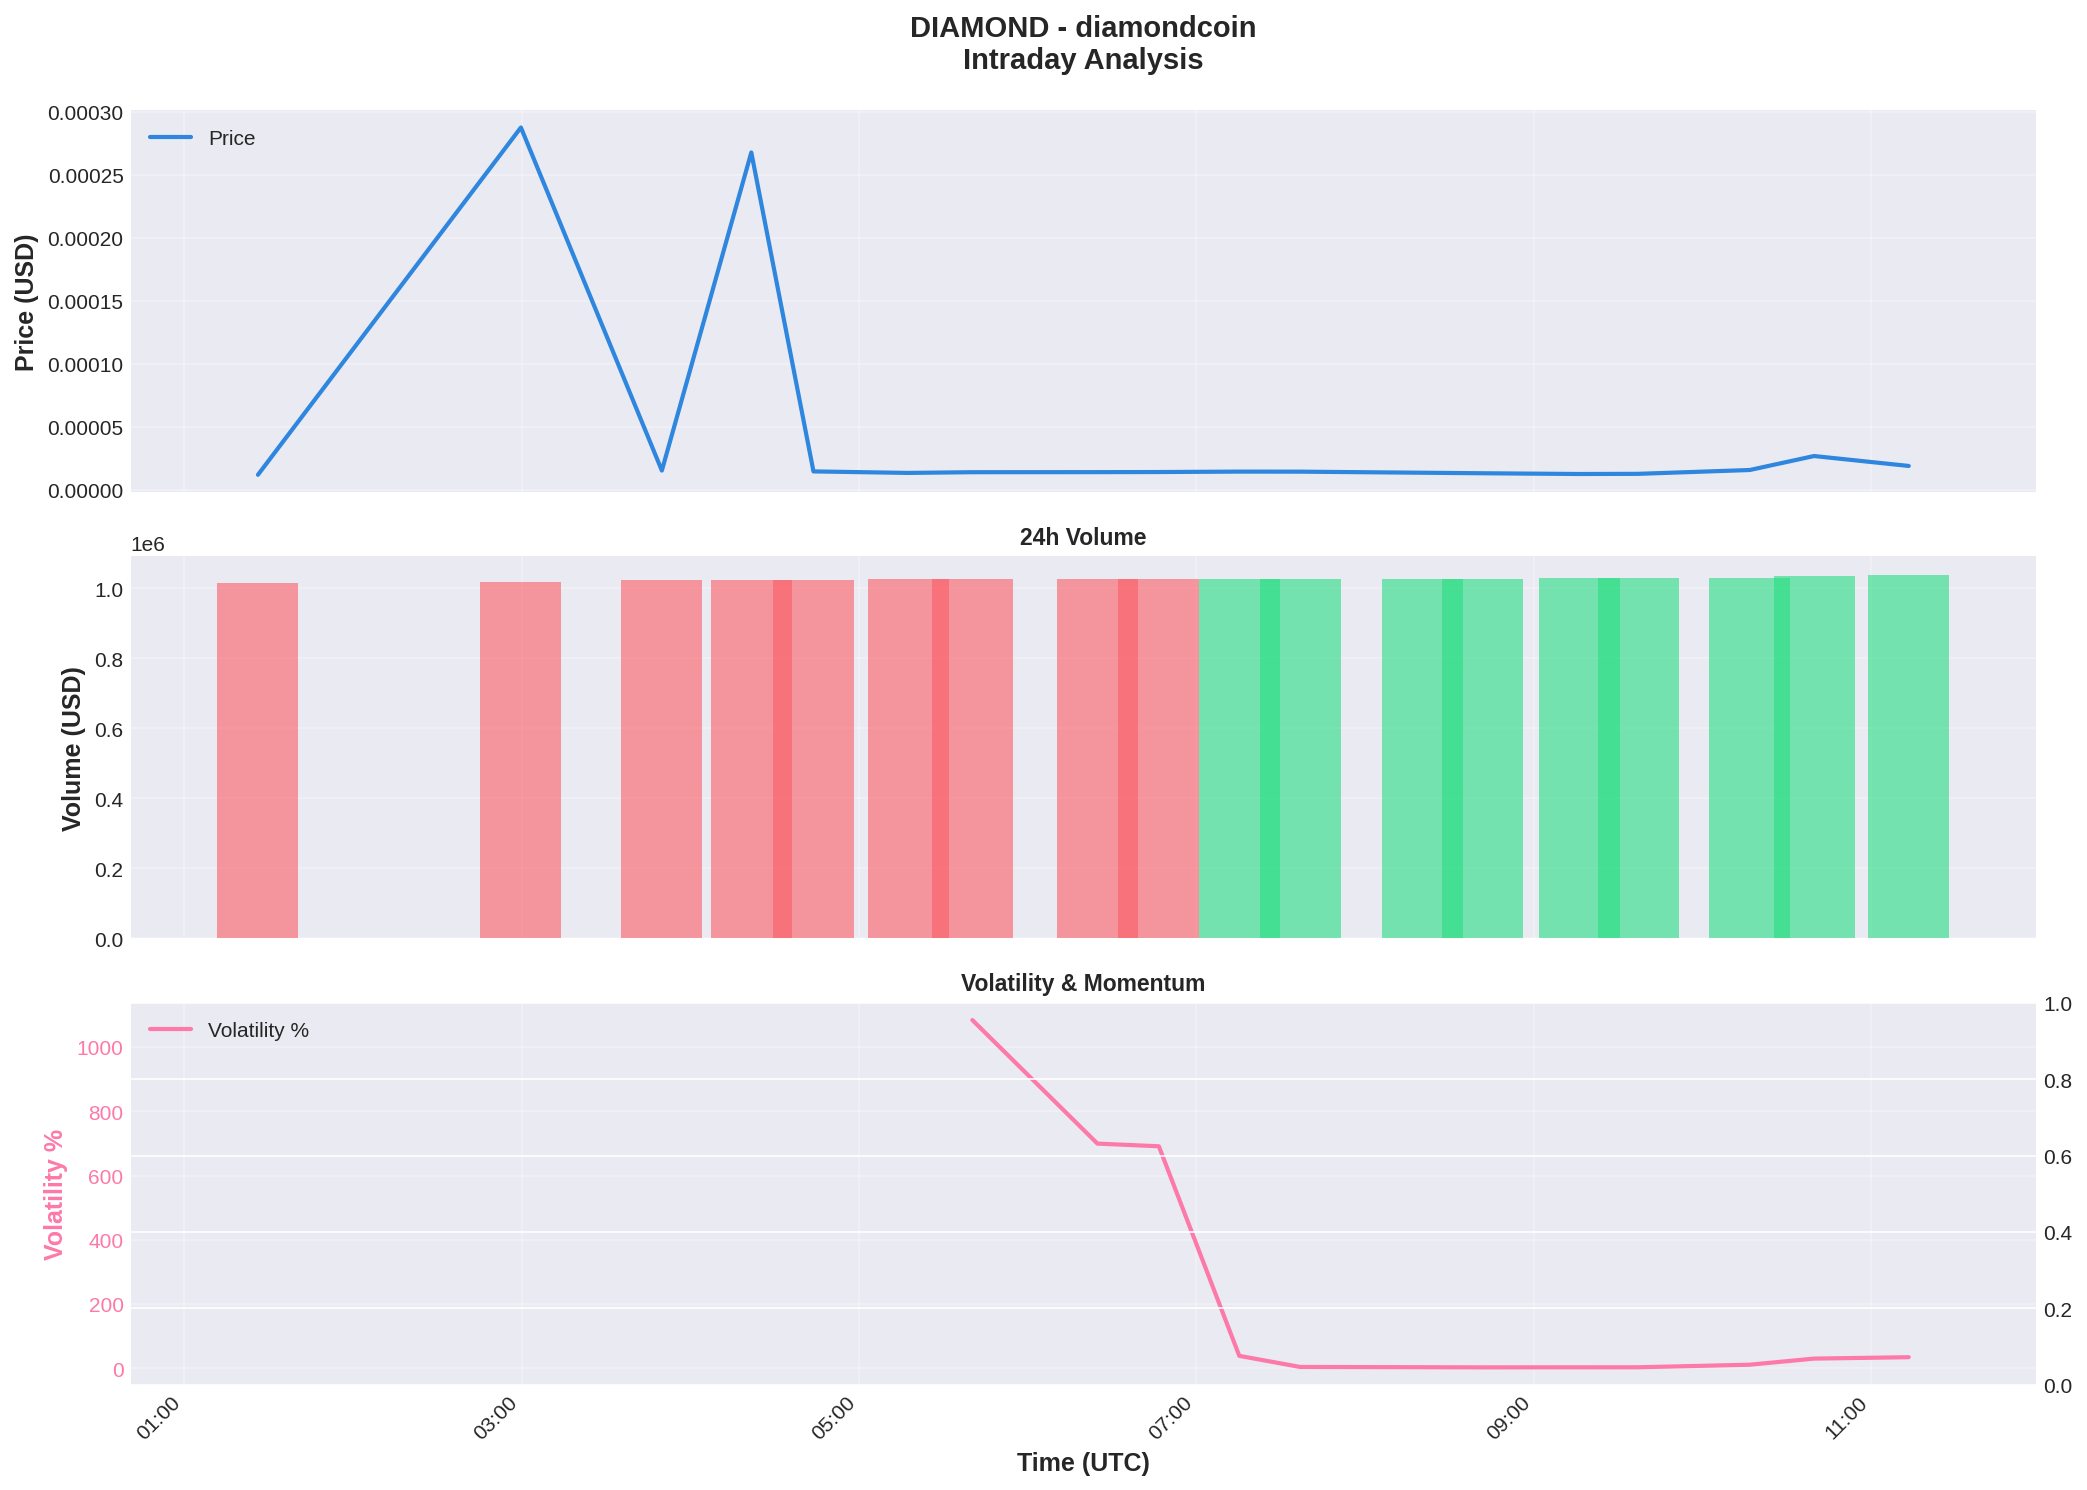 DIAMOND - diamondcoin
Intraday Analysis
Price
0.00030
0.00025
0.00020
0.00015
0.00010
0.00005
0.00000
Price (USD)
24h Volume
1e6
1.0
0.8
0.6
0.4
0.2
0.0
Volume (USD)
Volatility & Momentum
Volatility %
1000
800
600
400
200
0
Volatility %
1.0
0.8
0.6
0.4
0.2
0.0
01:00
03:00
05:00
07:00
09:00
11:00
Time (UTC)